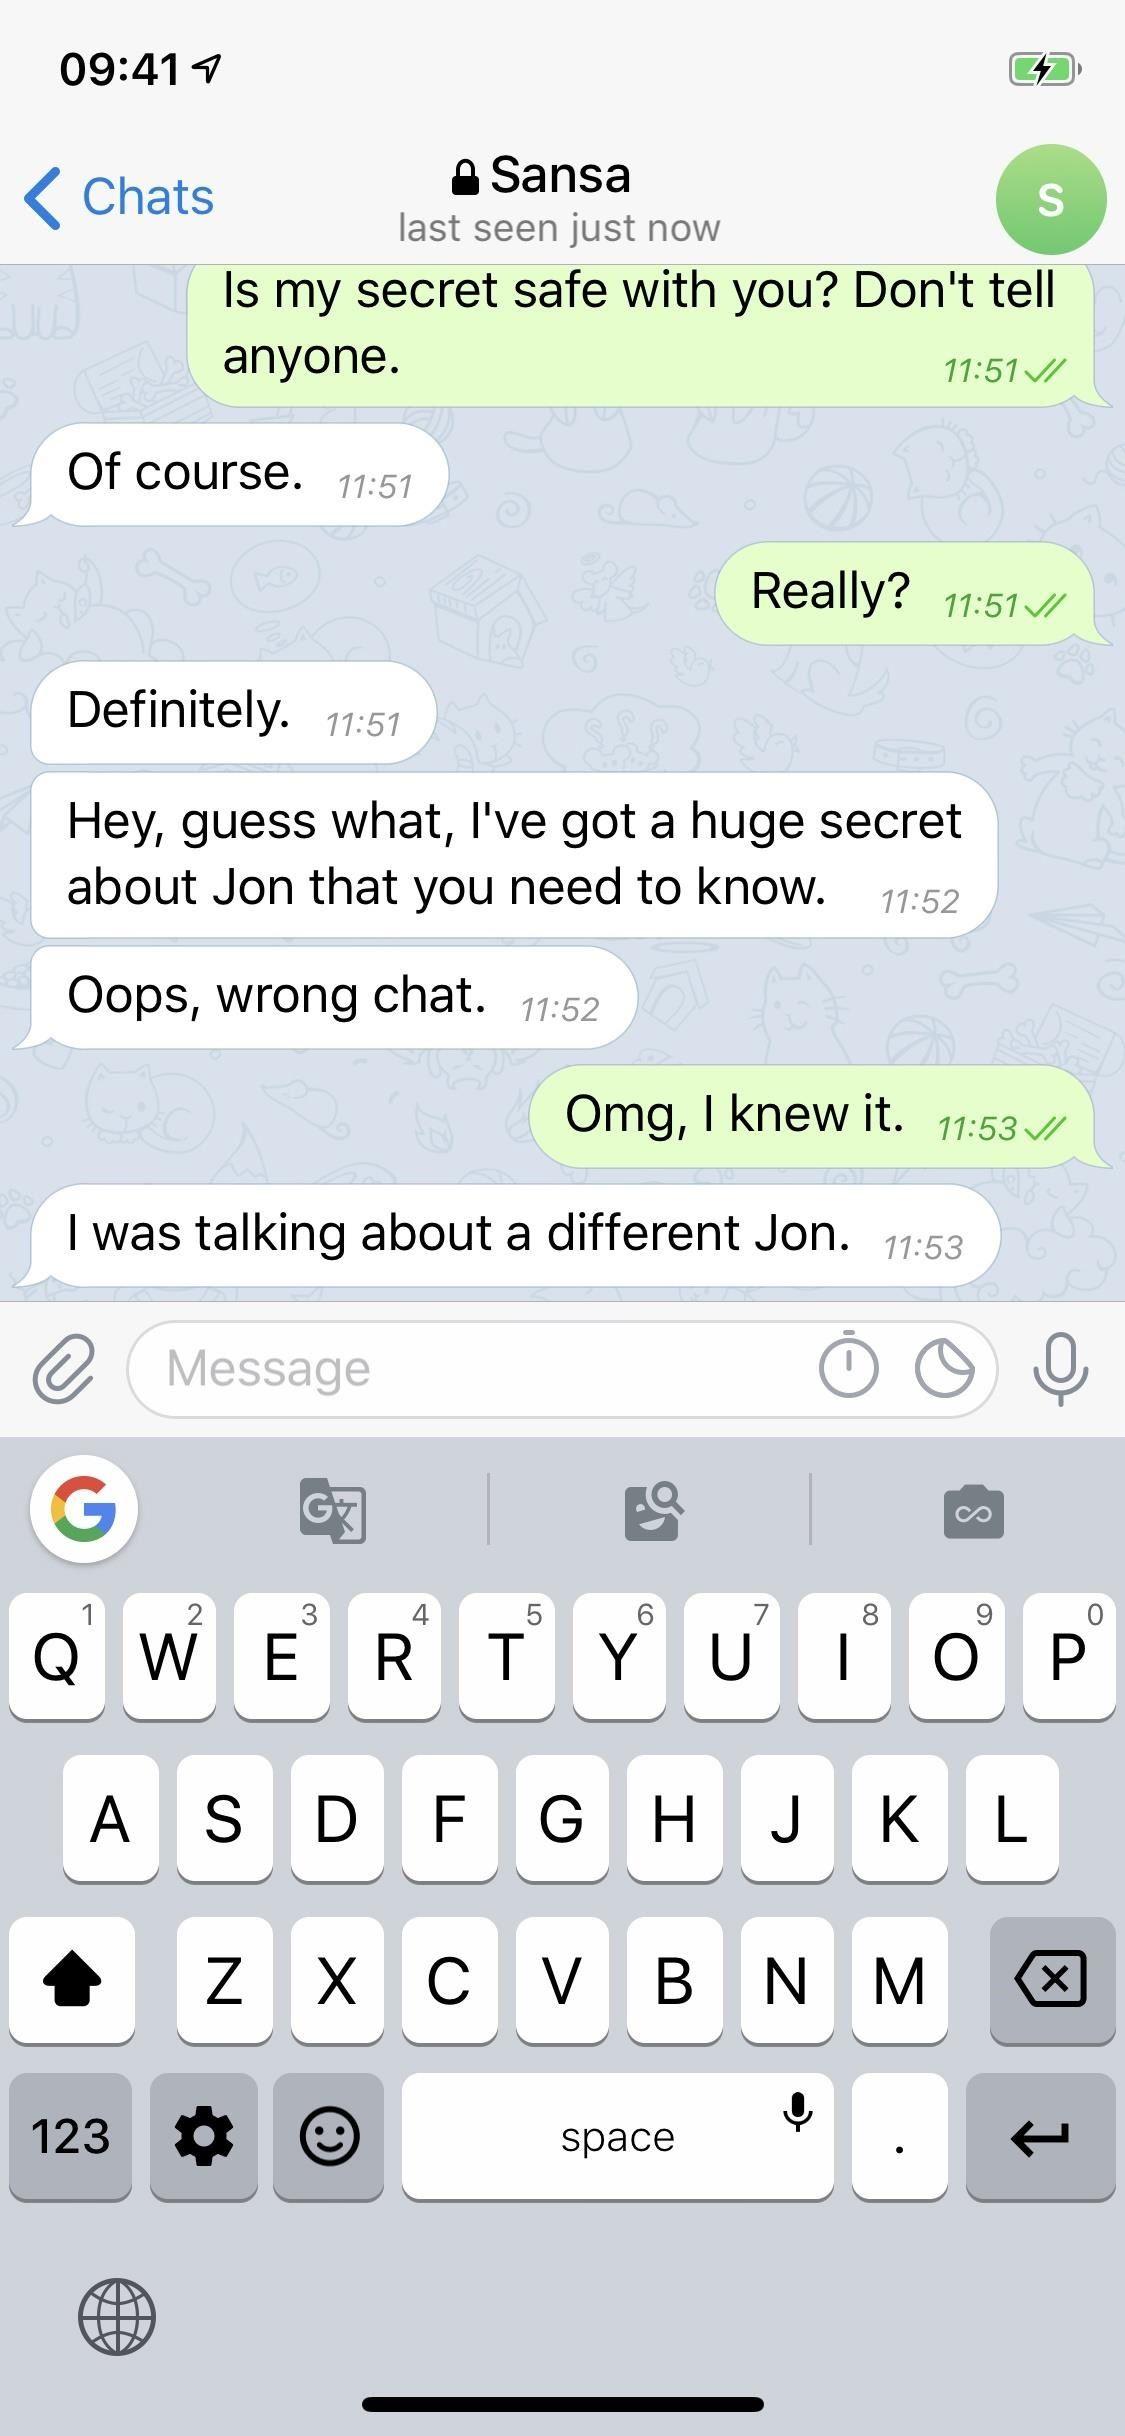 09:41
Chats
Sansa
last seen just now
S
Is my secret safe with you? Don't tell
anyone.
11:51
Of course. 11:51
Really? 11:51
Definitely. 11:51
Hey, guess what, I've got a huge secret
about Jon that you need to know. 11:52
Oops, wrong chat. 11:52
Omg, I knew it. 11:53
I was talking about a different Jon. 11:53
Message
G
G 文
1 2 3 4 5 6 7 8 9 0
Q W E R T Y U I O P
A S D F G H J K L
Z X C V B N M
123 space .